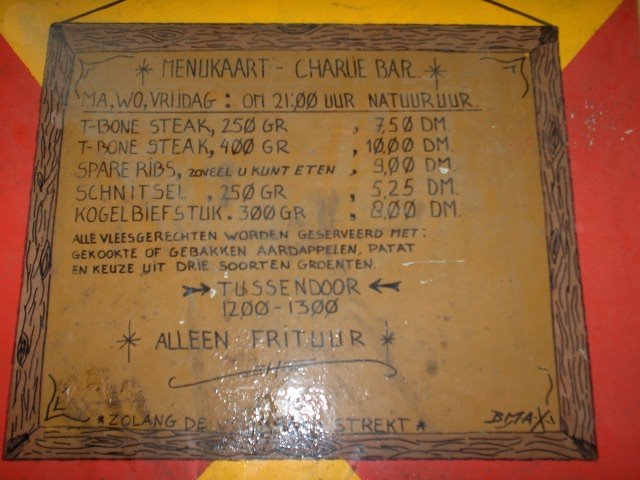 MENUKAART - CHARLIE BAR.
MA, WO, VRIJDAG : OM 21:00 UUR NATUURUUR.
T-BONE STEAK, 250 GR , 7,50 DM.
T-BONE STEAK, 400 GR , 10,00 DM.
SPARE RIBS, ZOVEEL U KUNT ETEN , 9,00 DM.
SCHNITSEL , 250 GR , 5,25 DM.
KOGELBIEFSTUK. 300 GR , 8,00 DM.
ALLE VLEESGERECHTEN WORDEN GESERVEERD MET:
GEKOOKTE OF GEBAKKEN AARDAPPELEN, PATAT
EN KEUZE UIT DRIE SOORTEN GROENTEN.
TUSSENDOOR
1200 - 1300
ALLEEN FRITUUR
* ZOLANG DE STREKT *
BMAX